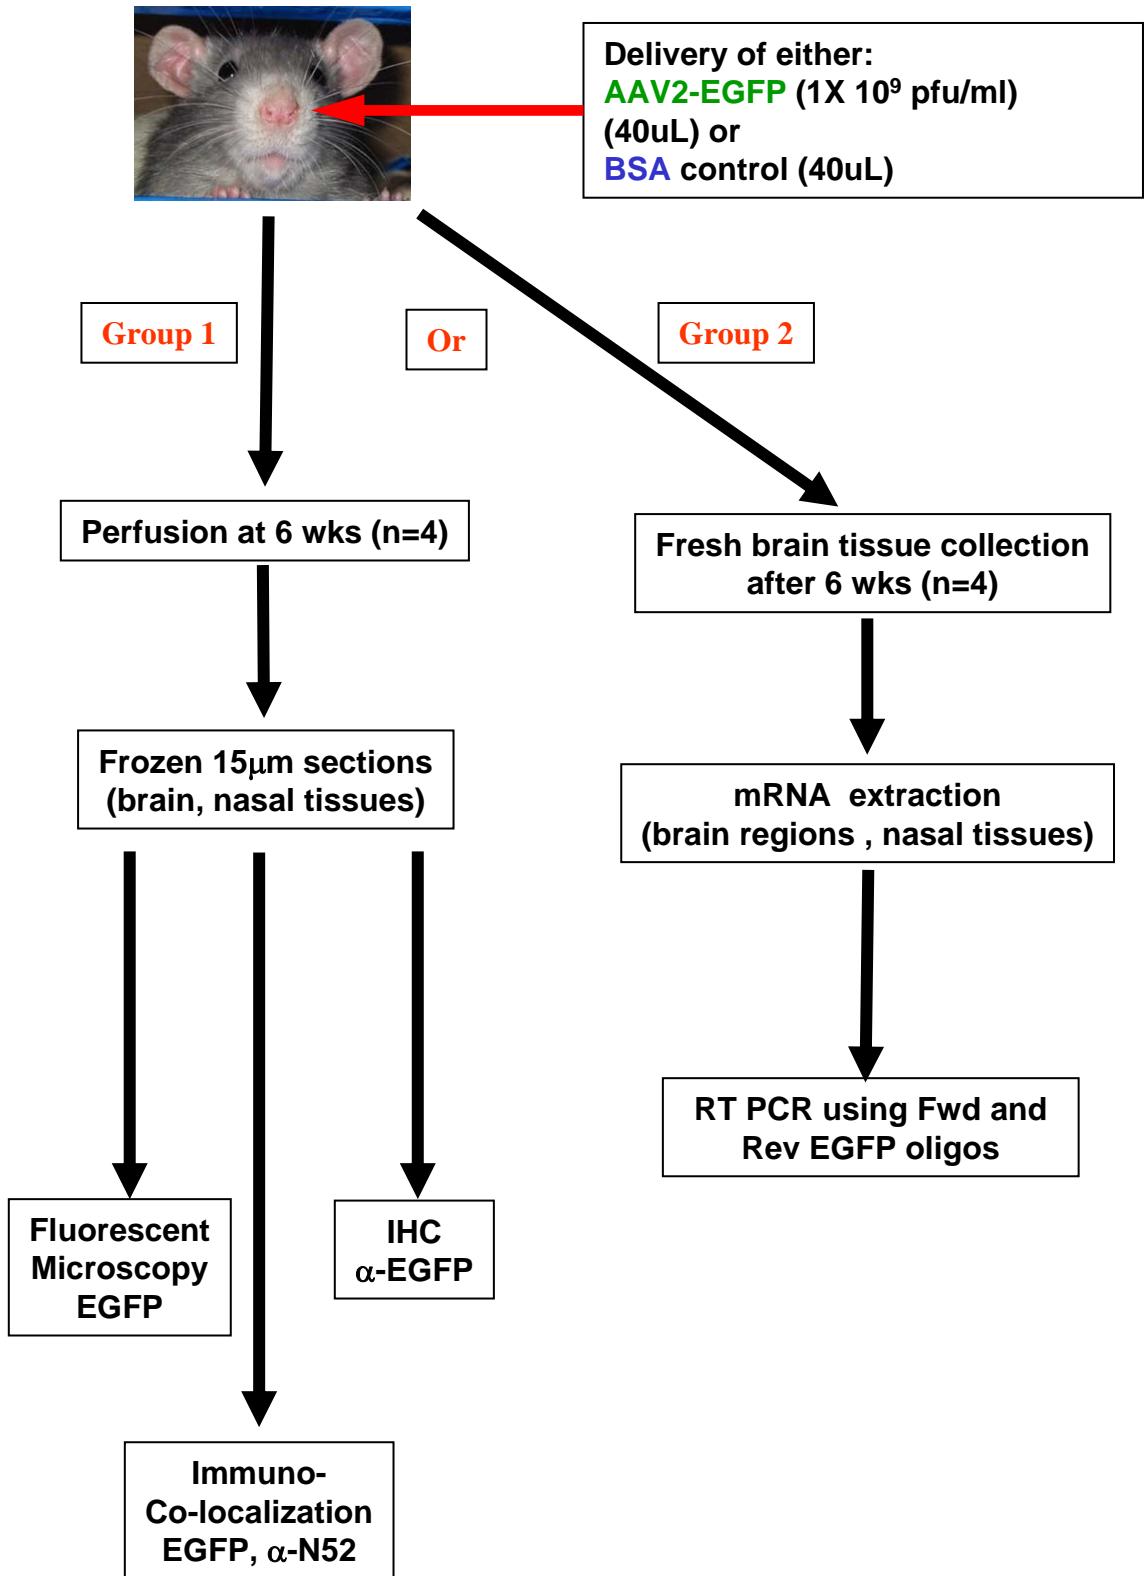 Delivery of either:
AAV2-EGFP (1X 10⁹ pfu/ml)
(40uL) or
BSA control (40uL)
Group 1
Or
Group 2
Perfusion at 6 wks (n=4)
Fresh brain tissue collection
after 6 wks (n=4)
Frozen 15μm sections
(brain, nasal tissues)
mRNA extraction
(brain regions , nasal tissues)
RT PCR using Fwd and
Rev EGFP oligos
Fluorescent
Microscopy
EGFP
IHC
α-EGFP
Immuno-
Co-localization
EGFP, α-N52